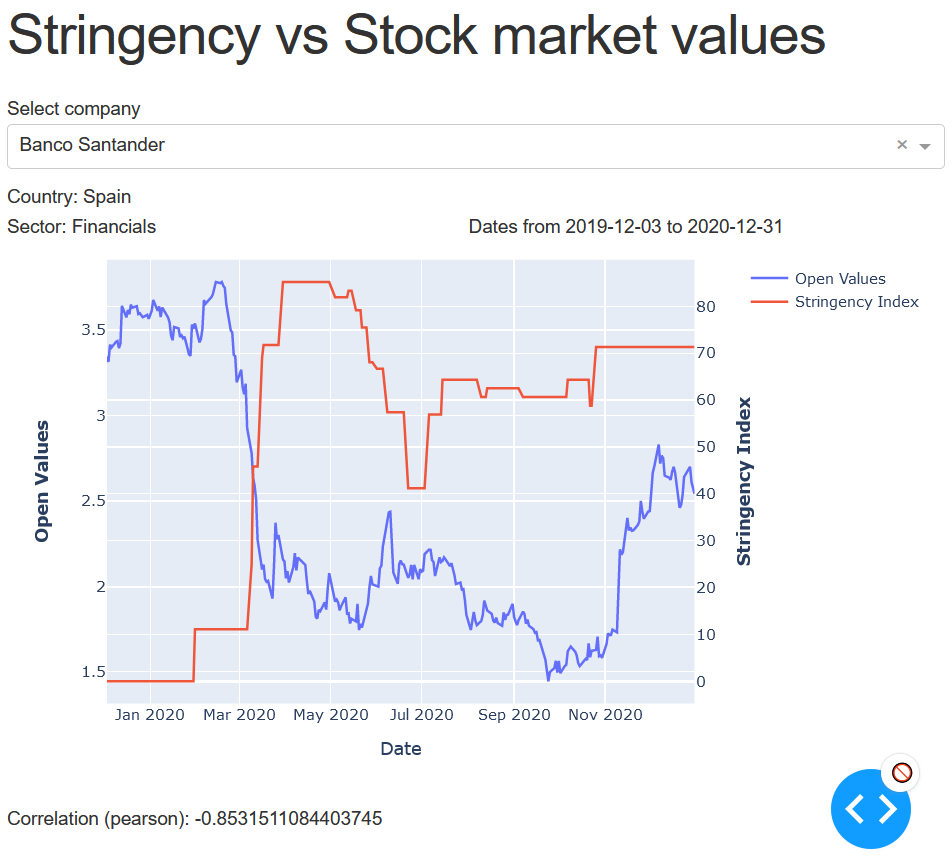 Stringency vs Stock market values
Select company
Banco Santander
Country: Spain
Sector: Financials
Dates from 2019-12-03 to 2020-12-31
Open Values
Stringency Index
3.5
3
2.5
2
1.5
Open Values
80
70
60
50
40
30
20
10
0
Stringency Index
Jan 2020 Mar 2020 May 2020 Jul 2020 Sep 2020 Nov 2020
Date
Correlation (pearson): -0.8531511084403745